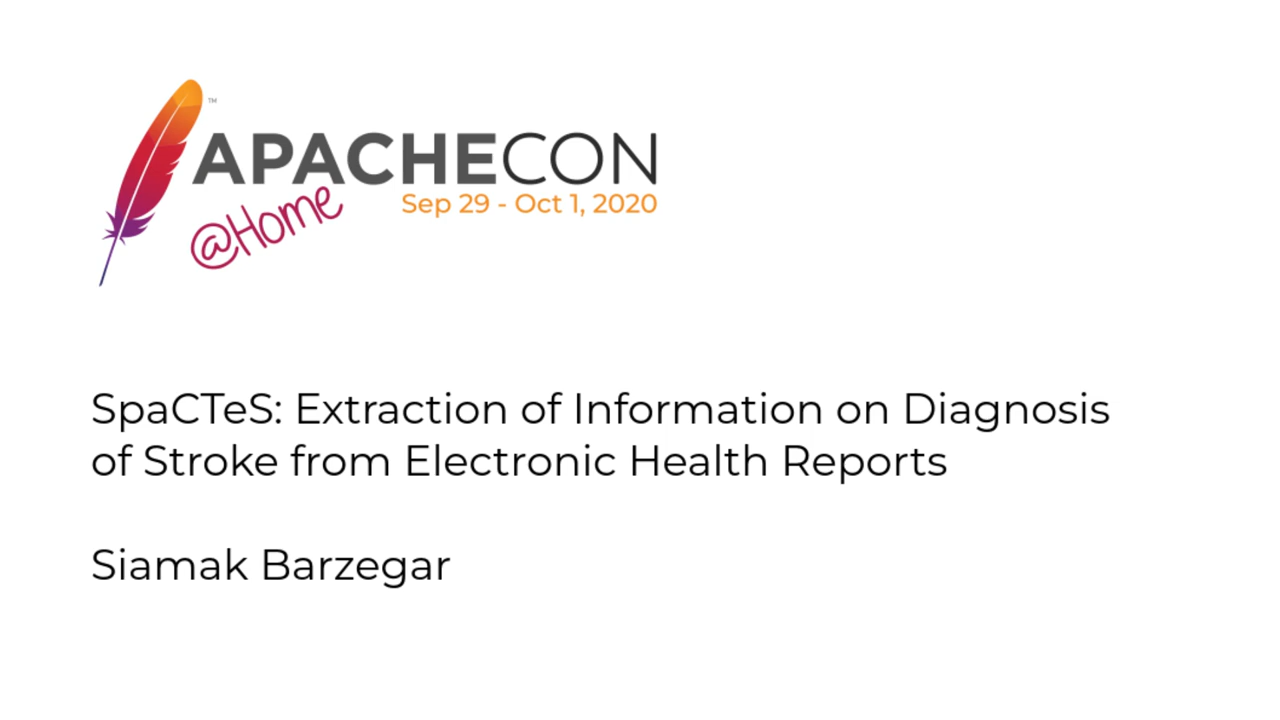 ™
APACHECON
@Home
Sep 29 - Oct 1, 2020
SpaCTeS: Extraction of Information on Diagnosis
of Stroke from Electronic Health Reports
Siamak Barzegar